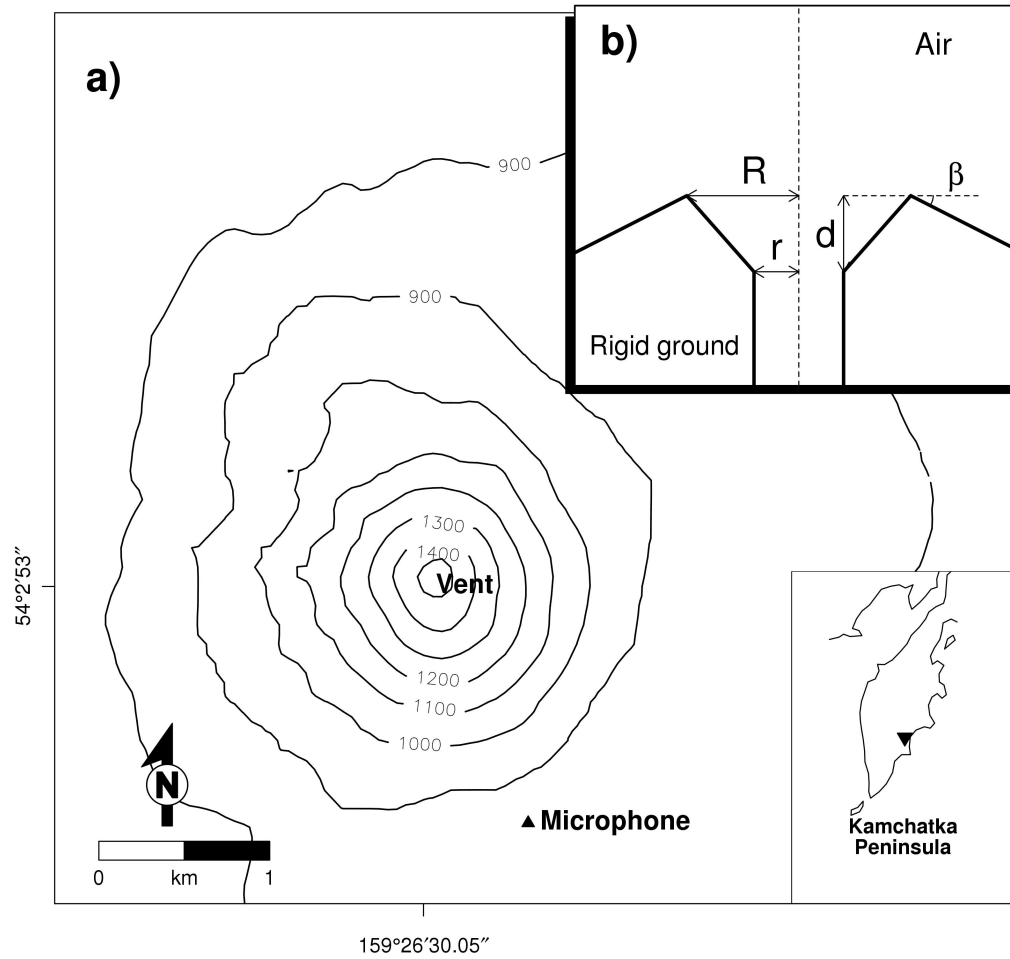 a)
900
900
1300
1400
Vent
1200
1100
1000
N
0 km 1
Microphone
54°2′53″
159°26′30.05″
b)
Air
R
β
r
d
Rigid ground
Kamchatka
Peninsula